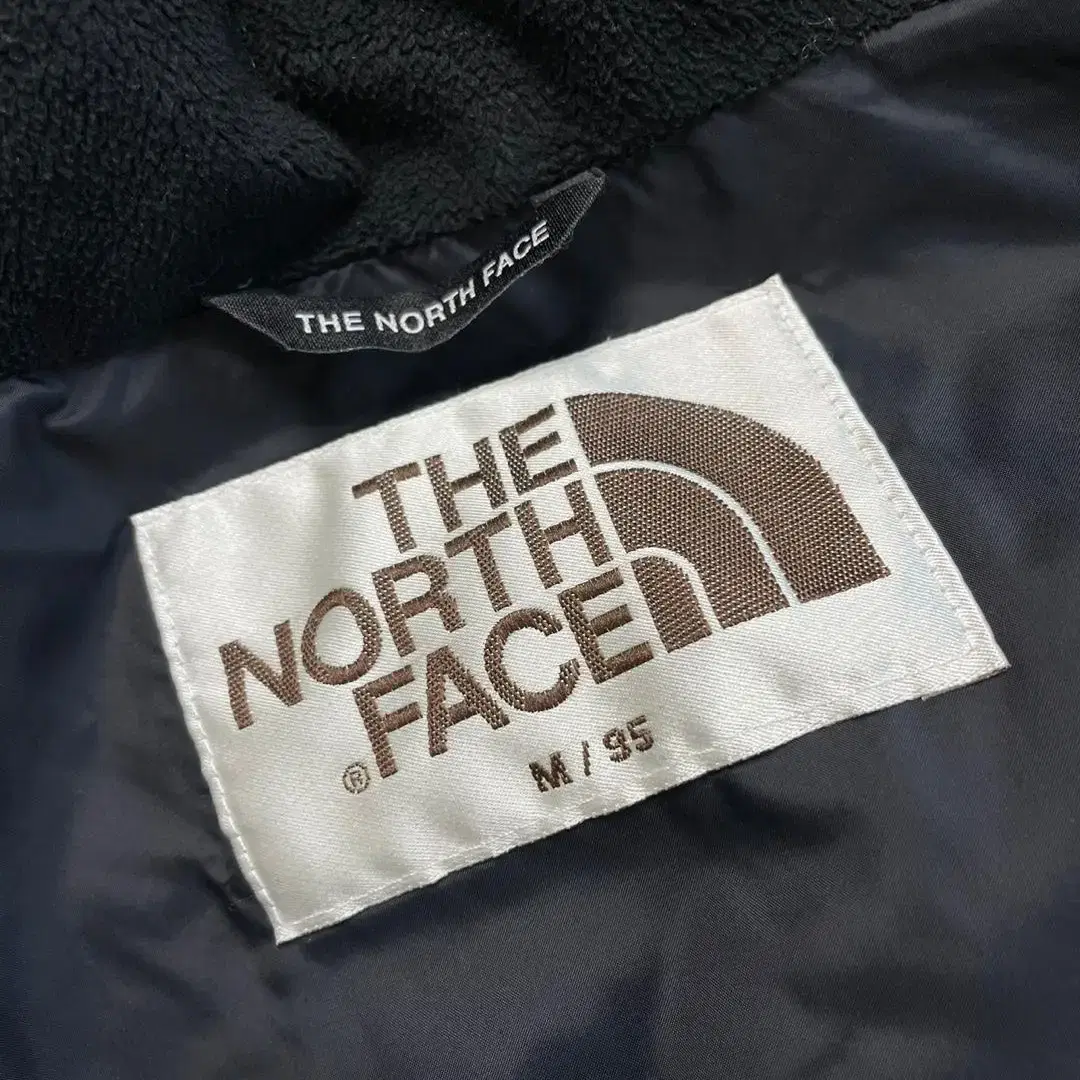 THE NORTH FACE
THE
NORTH
FACE
®
M / 95